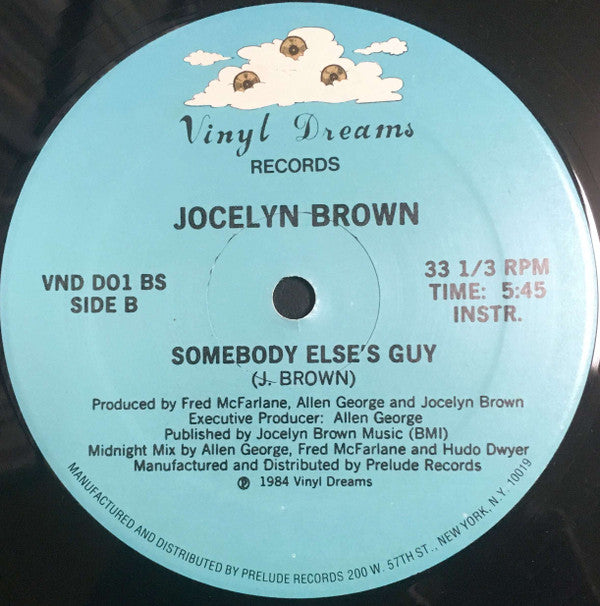 Vinyl Dreams
RECORDS
JOCELYN BROWN
VND D01 BS
SIDE B
33 1/3 RPM
TIME: 5:45
INSTR.
SOMEBODY ELSE'S GUY
(J. BROWN)
Produced by Fred McFarlane, Allen George and Jocelyn Brown
Executive Producer: Allen George
Published by Jocelyn Brown Music (BMI)
Midnight Mix by Allen George, Fred McFarlane and Hudo Dwyer
Manufactured and Distributed by Prelude Records
℗ 1984 Vinyl Dreams
MANUFACTURED AND DISTRIBUTED BY PRELUDE RECORDS 200 W. 57TH ST., NEW YORK, N.Y. 10019